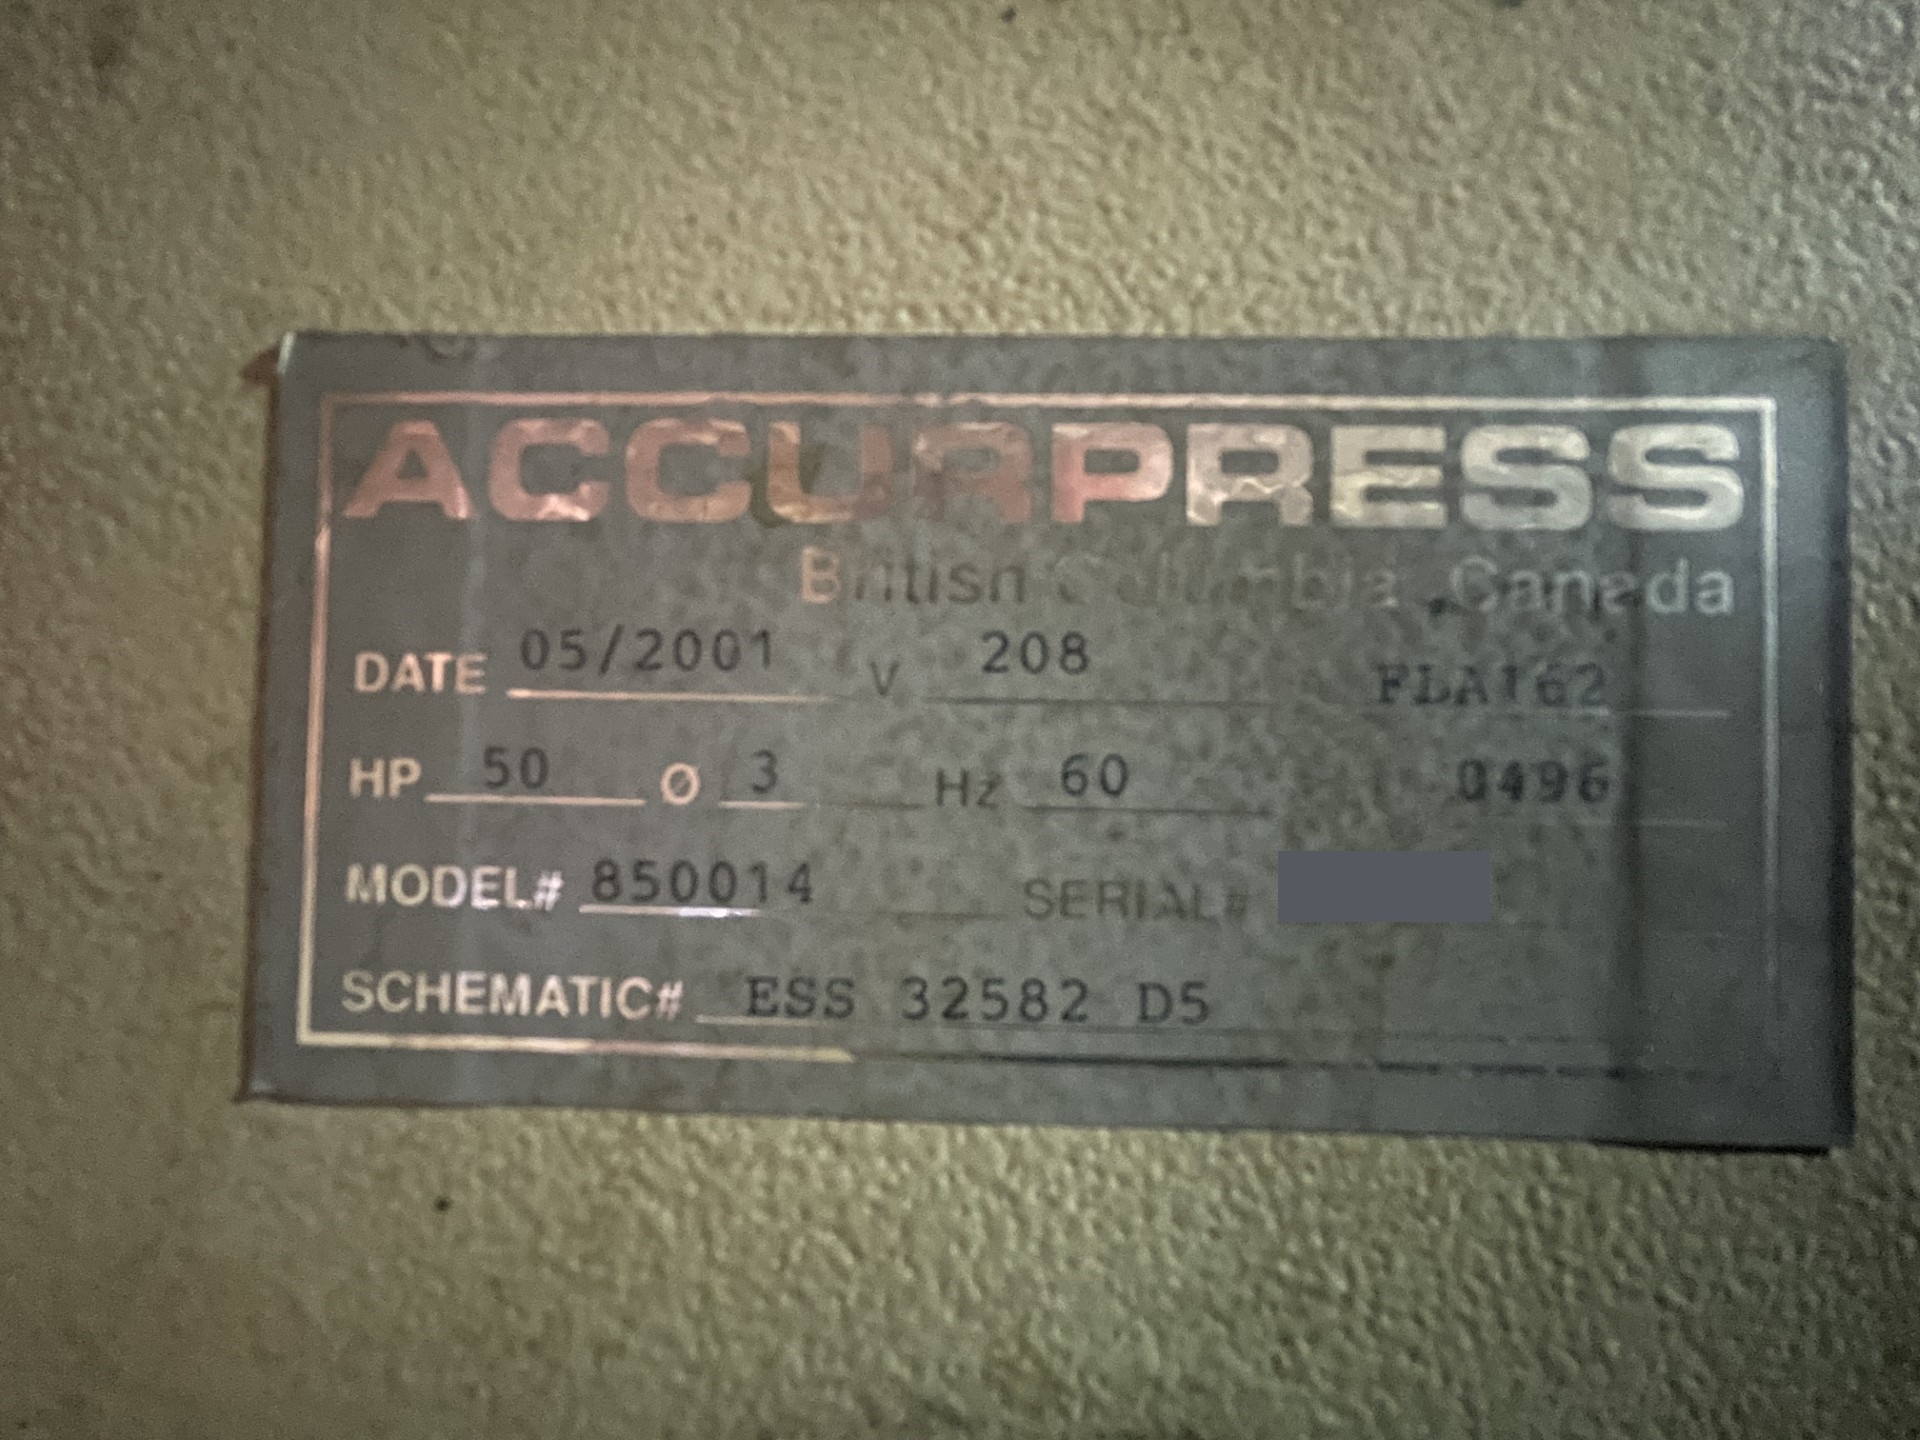 ACCURPRESS
British Columbia, Canada
DATE 05/2001 V 208 FLA162
HP 50 Ø 3 Hz 60 0496
MODEL# 850014 SERIAL#
SCHEMATIC# ESS 32582 D5